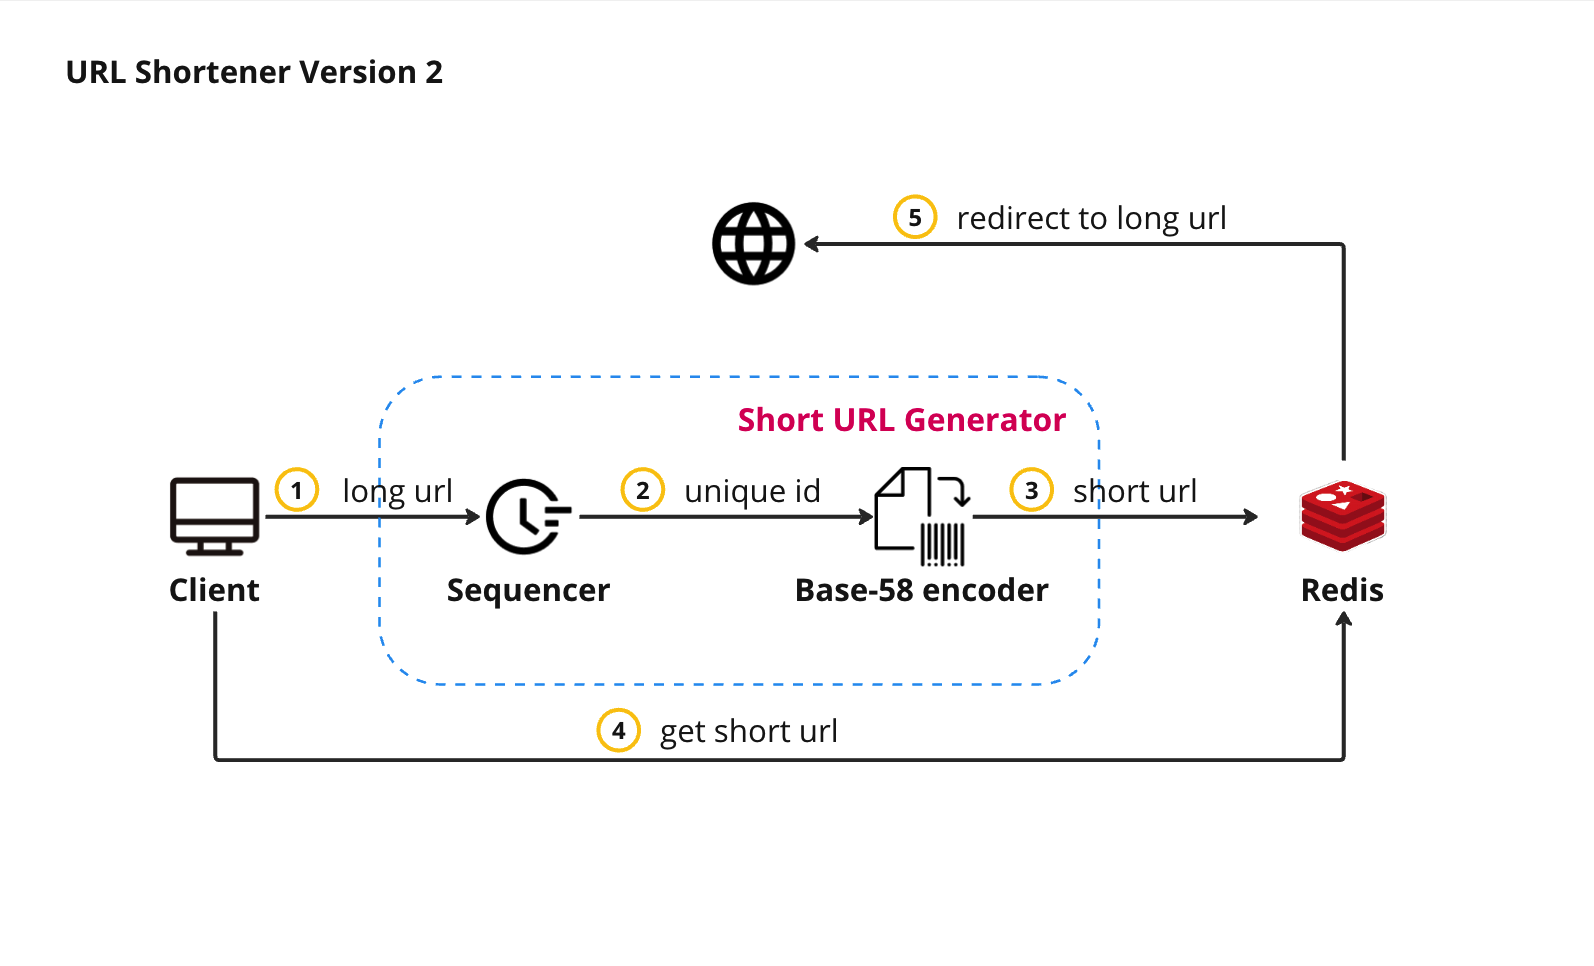 URL Shortener Version 2
5 redirect to long url
Short URL Generator
1 long url
2 unique id
3 short url
Client
Sequencer
Base-58 encoder
Redis
4 get short url